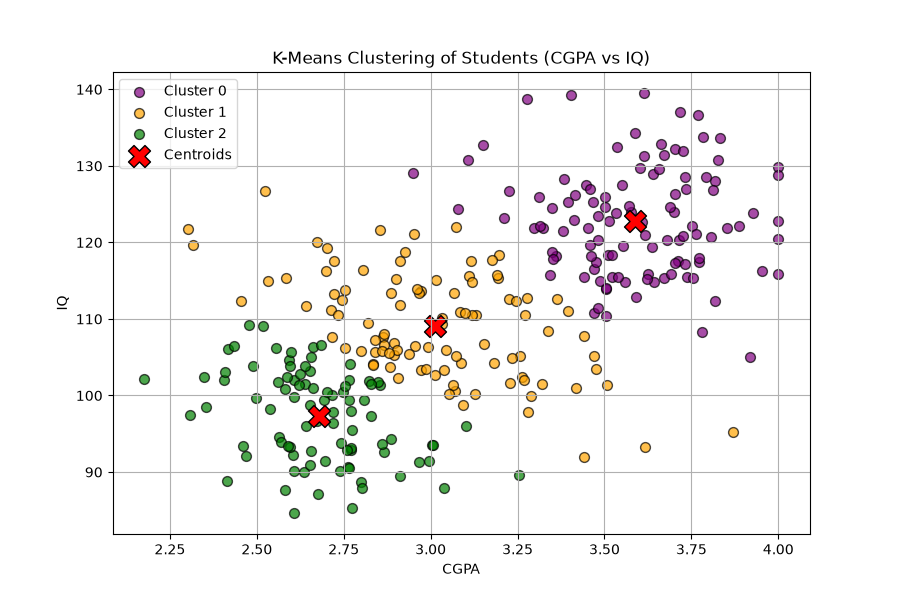 K-Means Clustering of Students (CGPA vs IQ)
Cluster 0
Cluster 1
Cluster 2
Centroids
140
130
120
110
100
90
IQ
2.25 2.50 2.75 3.00 3.25 3.50 3.75 4.00
CGPA